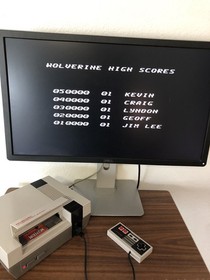 WOLVERINE HIGH SCORES
050000 01 KEVIN
040000 01 CRAIG
030000 01 LYNDON
020000 01 GEOFF
010000 01 JIM LEE